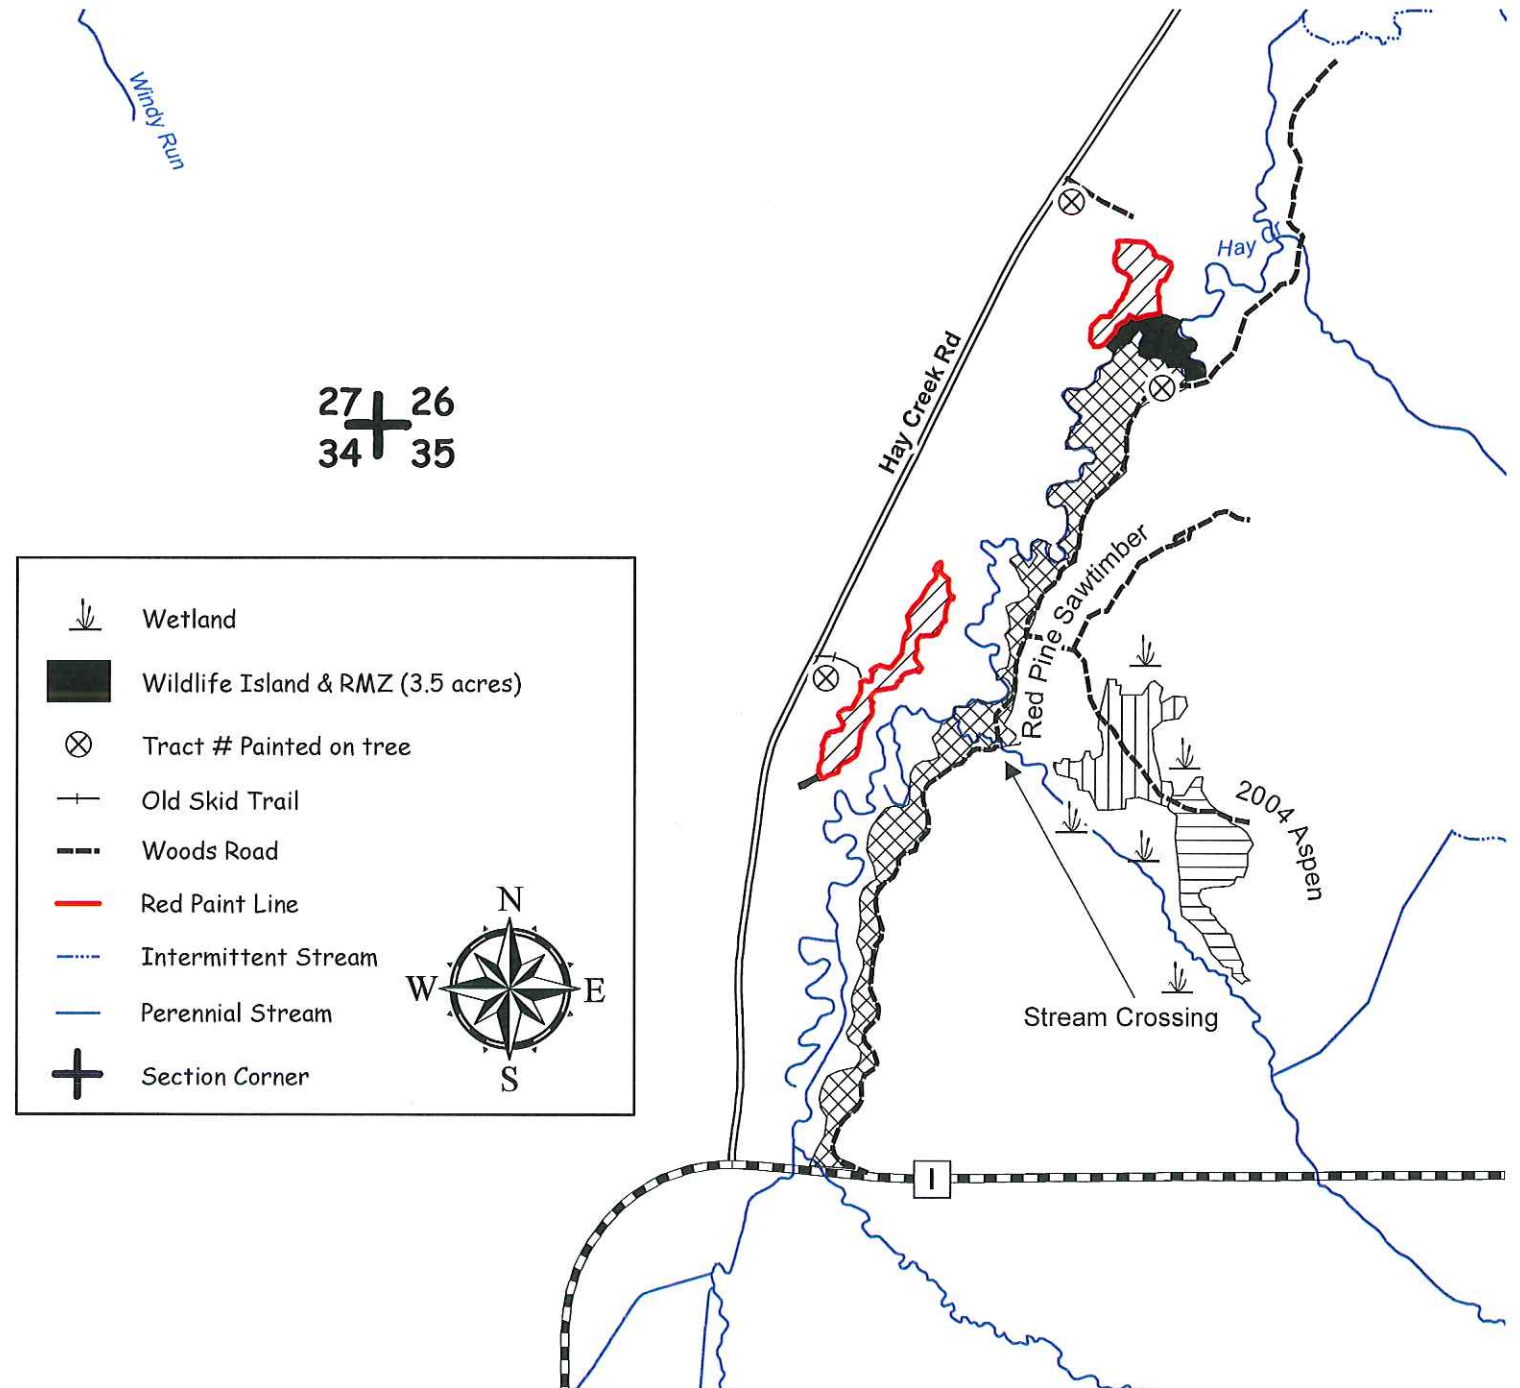 Windy Run
Hay Cr
Hay Creek Rd
27 26
34 35
Red Pine Sawtimber
2004 Aspen
Stream Crossing
I
Wetland
Wildlife Island & RMZ (3.5 acres)
Tract # Painted on tree
Old Skid Trail
Woods Road
Red Paint Line
Intermittent Stream
Perennial Stream
Section Corner
N
W E
S